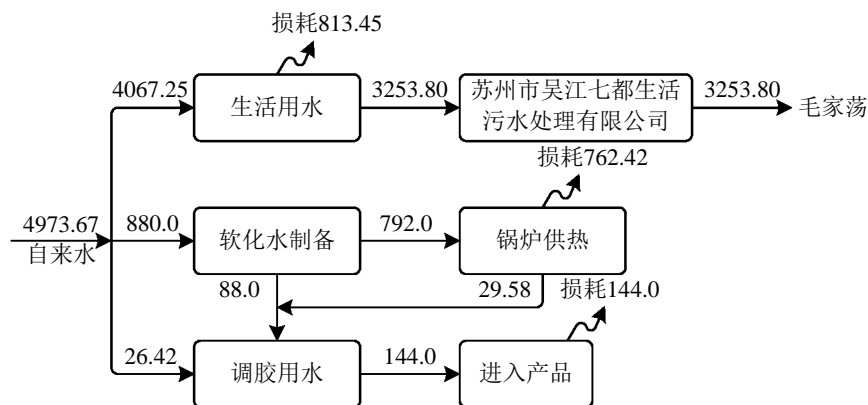 损耗813.45
4067.25
生活用水
3253.80
苏州市吴江七都生活
污水处理有限公司
3253.80
毛家荡
损耗762.42
4973.67
自来水
880.0
软化水制备
792.0
锅炉供热
88.0
29.58
损耗144.0
26.42
调胶用水
144.0
进入产品